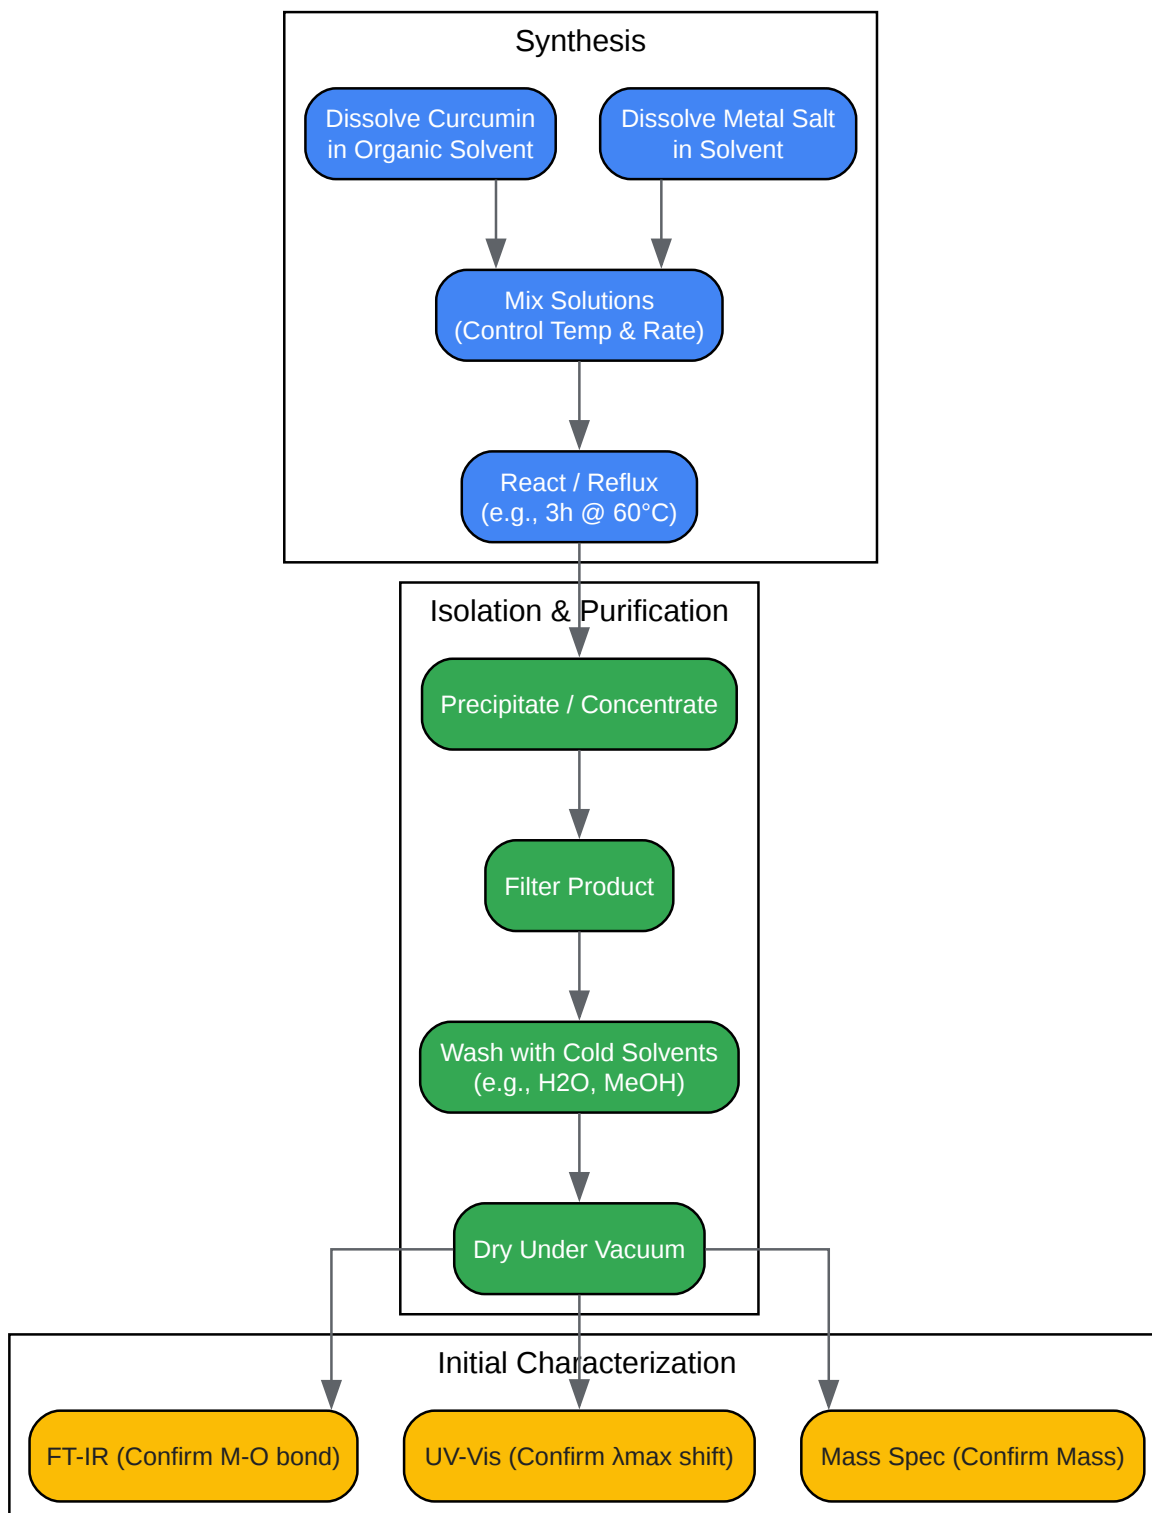 Synthesis
Dissolve Curcumin
in Organic Solvent
Dissolve Metal Salt
in Solvent
Mix Solutions
(Control Temp & Rate)
React / Reflux
(e.g., 3h @ 60°C)
Isolation & Purification
Precipitate / Concentrate
Filter Product
Wash with Cold Solvents
(e.g., H2O, MeOH)
Dry Under Vacuum
Initial Characterization
FT-IR (Confirm M-O bond)
UV-Vis (Confirm λmax shift)
Mass Spec (Confirm Mass)